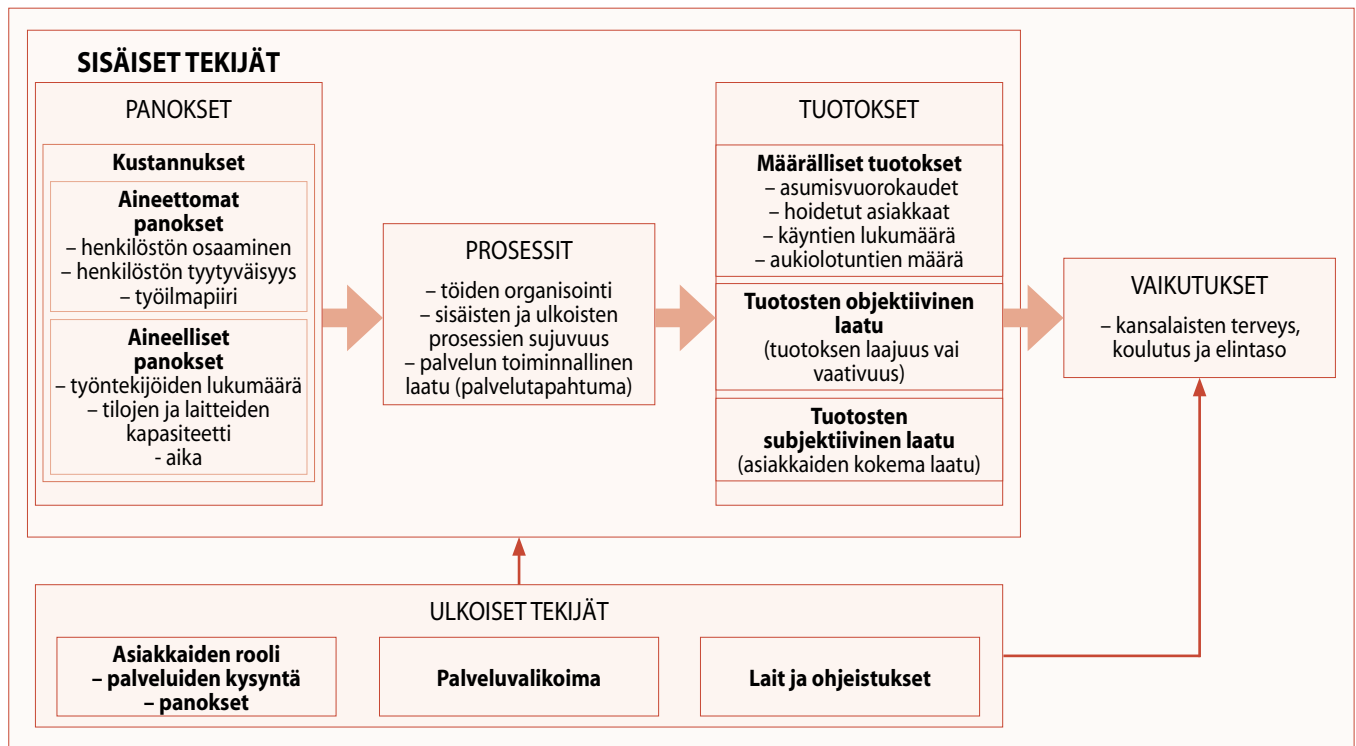 SISÄISET TEKIJÄT
PANOKSET
Kustannukset
Aineettomat
panokset
– henkilöstön osaaminen
– henkilöstön tyytyväisyys
– työilmapiiri
Aineelliset
panokset
– työntekijöiden lukumäärä
– tilojen ja laitteiden
kapasiteetti
- aika
PROSESSIT
– töiden organisointi
– sisäisten ja ulkoisten
prosessien sujuvuus
– palvelun toiminnallinen
laatu (palvelutapahtuma)
TUOTOKSET
Määrälliset tuotokset
– asumisvuorokaudet
– hoidetut asiakkaat
– käyntien lukumäärä
– aukiolotuntien määrä
Tuotosten objektiivinen
laatu
(tuotoksen laajuus vai
vaativuus)
Tuotosten
subjektiivinen laatu
(asiakkaiden kokema laatu)
VAIKUTUKSET
– kansalaisten terveys,
koulutus ja elintaso
ULKOISET TEKIJÄT
Asiakkaiden rooli
– palveluiden kysyntä
– panokset
Palveluvalikoima
Lait ja ohjeistukset